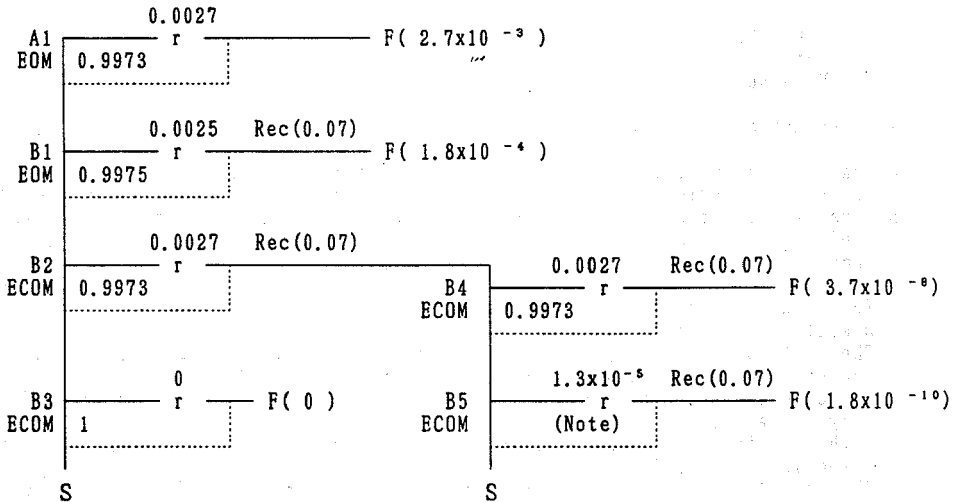 0.0027
A1 r F( 2.7x10 ⁻³ )
EOM 0.9973
0.0025 Rec(0.07)
B1 r F( 1.8x10 ⁻⁴ )
EOM 0.9975
0.0027 Rec(0.07)
B2 r
ECOM 0.9973
0.0027 Rec(0.07)
B4 r F( 3.7x10 ⁻⁸)
ECOM 0.9973
0
B3 r F( 0 )
ECOM 1
1.3x10⁻⁵ Rec(0.07)
B5 r F( 1.8x10 ⁻¹⁰)
ECOM (Note)
S S